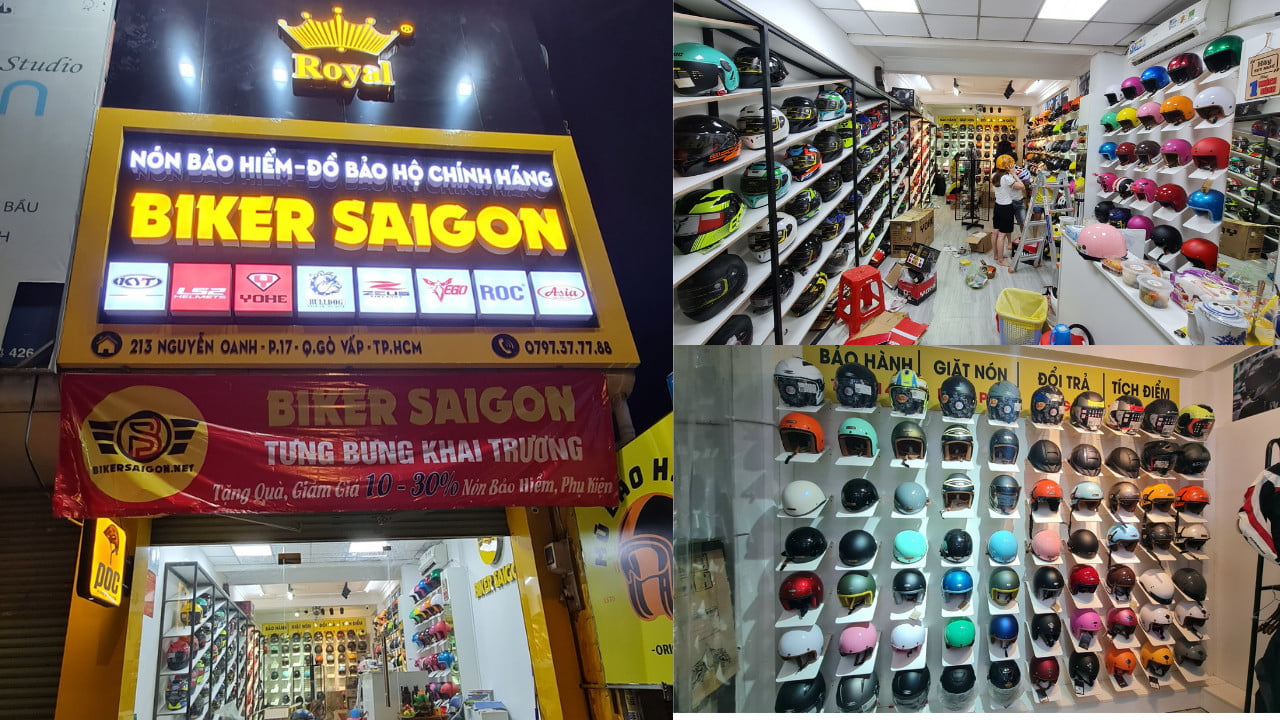 Studio
Royal
NÓN BẢO HIỂM-ĐỒ BẢO HỘ CHÍNH HÃNG
BIKER SAIGON
KYT
LS2 HELMETS
YOHE
BULLDOG
ZEUS
EGO
ROC
Asia
213 NGUYỄN OANH - P.17 - Q.GÒ VẤP - TP.HCM
0797.37.77.88
BẦU
H
426
BIKER SAIGON
TƯNG BỪNG KHAI TRƯƠNG
Tặng Quà, Giảm Giá 10 - 30% Nón Bảo Hiểm, Phụ Kiện
BIKERSAIGON.NET
POC
BẢO HÀNH
GIẶT NÓN
ĐỔI TRẢ
TÍCH ĐIỂM